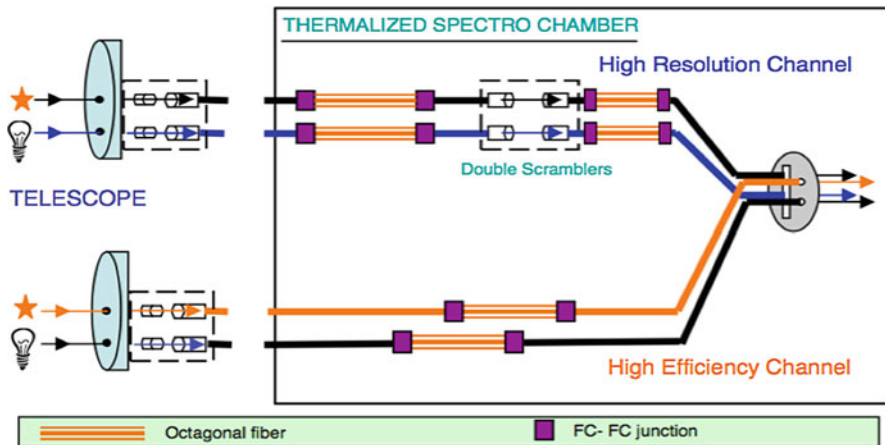 THERMALIZED SPECTRO CHAMBER
High Resolution Channel
Double Scramblers
TELESCOPE
High Efficiency Channel
Octagonal fiber
FC- FC junction